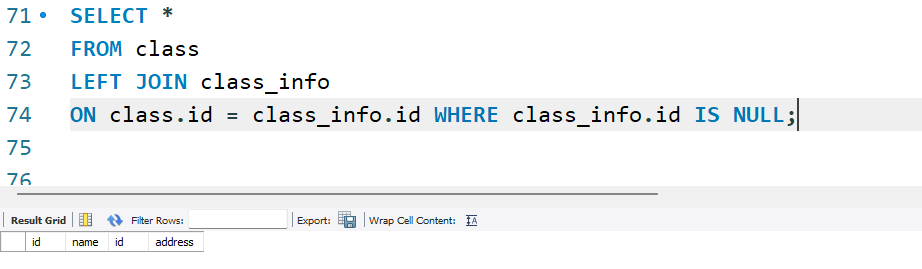 71 SELECT *
72 FROM class
73 LEFT JOIN class_info
74 ON class.id = class_info.id WHERE class_info.id IS NULL;
75
76
Result Grid Filter Rows: Export: Wrap Cell Content: IA
id name id address